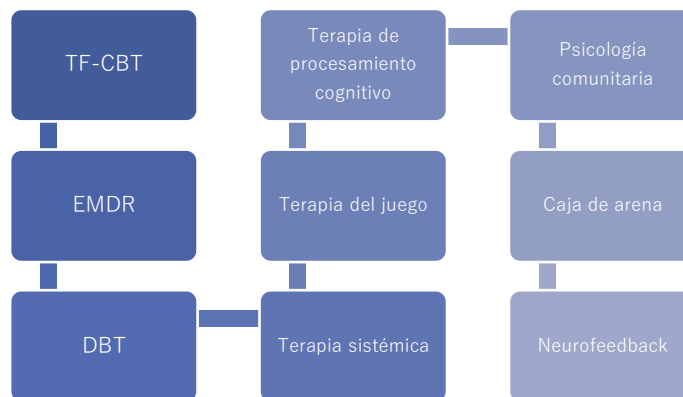 TF-CBT
EMDR
DBT
Terapia sistémica
Terapia del juego
Terapia de
procesamiento
cognitivo
Psicología
comunitaria
Caja de arena
Neurofeedback